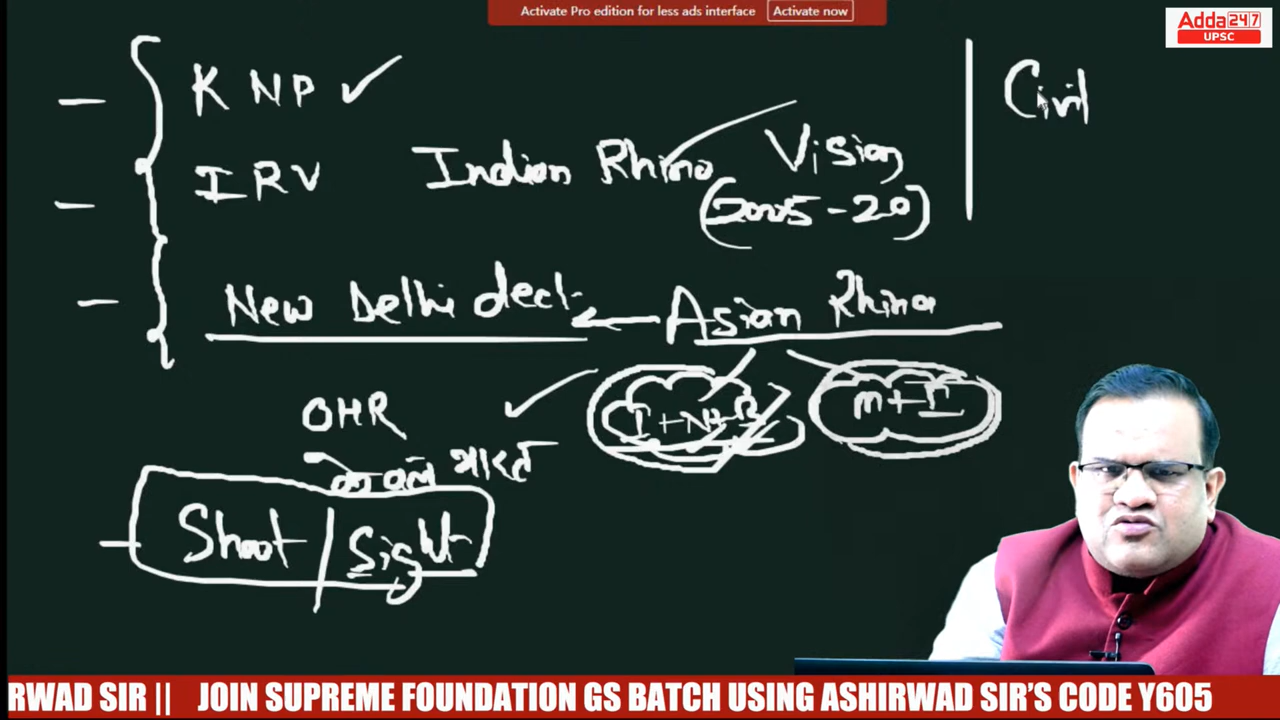 Activate Pro edition for less ads interface Activate now
Adda247
UPSC
K NP
Civil
IRV Indian Rhino Vision
(2005-20)
New Delhi decl. Asian Rhino
I+N+B m+I
OHR
भारत
Shoot / Sight
RWAD SIR || JOIN SUPREME FOUNDATION GS BATCH USING ASHIRWAD SIR'S CODE Y605